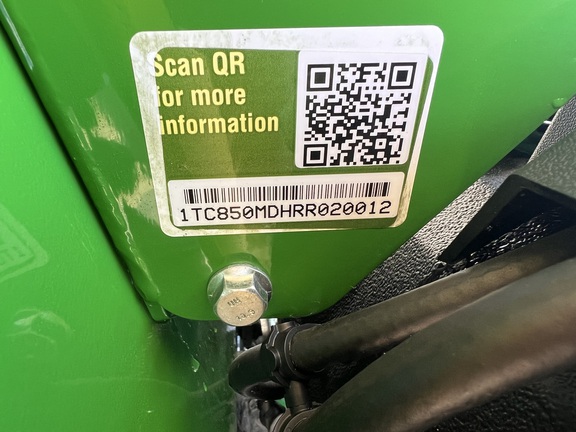 Scan QR
for more
information
1TC850MDHRR020012